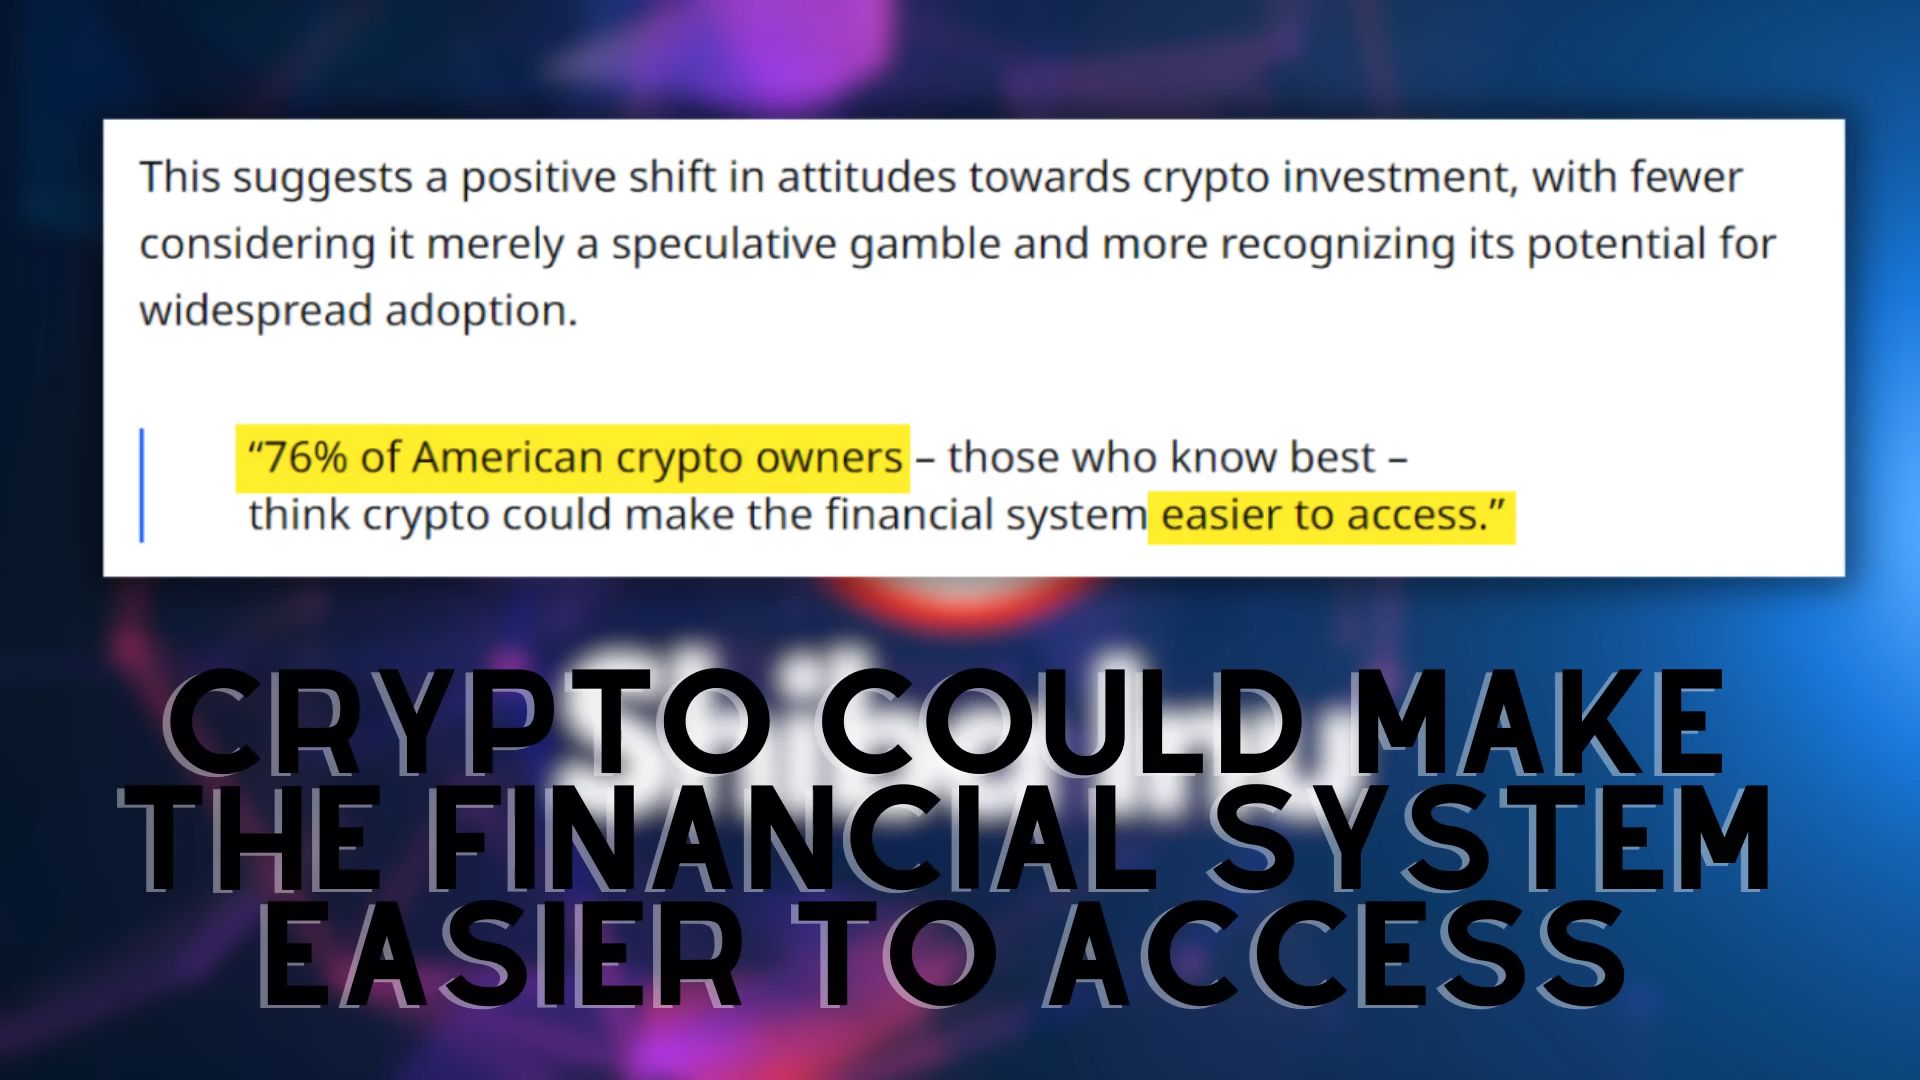 This suggests a positive shift in attitudes towards crypto investment, with fewer
considering it merely a speculative gamble and more recognizing its potential for
widespread adoption.
“76% of American crypto owners – those who know best –
think crypto could make the financial system easier to access.”
CRYPTO COULD MAKE
THE FINANCIAL SYSTEM
EASIER TO ACCESS